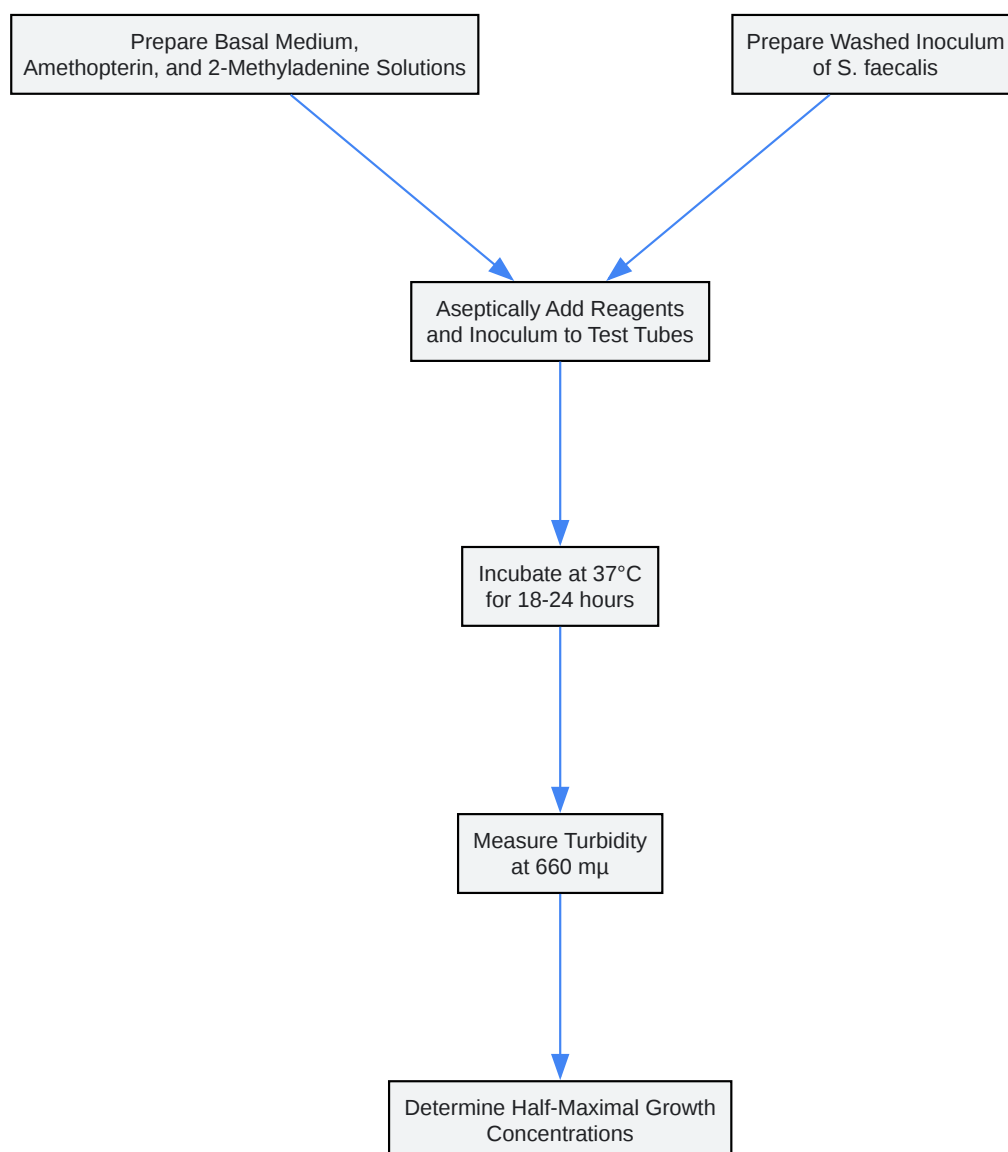 Prepare Basal Medium,
Amethopterin, and 2-Methyladenine Solutions
Prepare Washed Inoculum
of S. faecalis
Aseptically Add Reagents
and Inoculum to Test Tubes
Incubate at 37°C
for 18-24 hours
Measure Turbidity
at 660 mµ
Determine Half-Maximal Growth
Concentrations